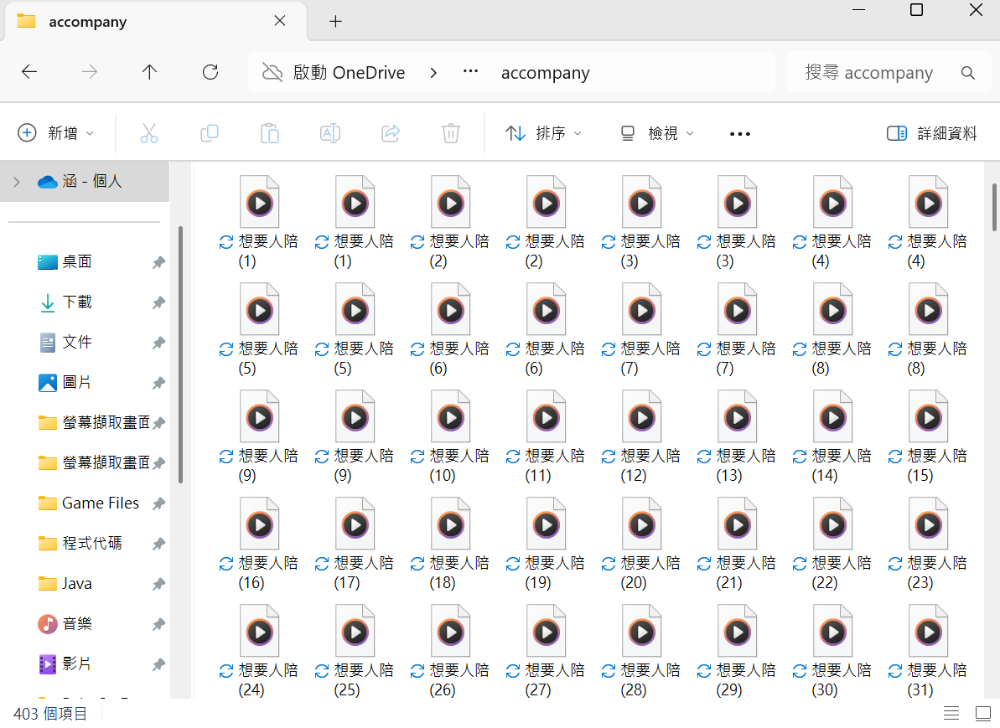 accompany
啟動 OneDrive
accompany
搜尋 accompany
新增
排序
檢視
詳細資料
涵 - 個人
桌面
下載
文件
圖片
螢幕擷取畫面
螢幕擷取畫面
Game Files
程式代碼
Java
音樂
影片
想要人陪 想要人陪 想要人陪 想要人陪 想要人陪 想要人陪 想要人陪 想要人陪
(1) (1) (2) (2) (3) (3) (4) (4)
想要人陪 想要人陪 想要人陪 想要人陪 想要人陪 想要人陪 想要人陪 想要人陪
(5) (5) (6) (6) (7) (7) (8) (8)
想要人陪 想要人陪 想要人陪 想要人陪 想要人陪 想要人陪 想要人陪 想要人陪
(9) (9) (10) (11) (12) (13) (14) (15)
想要人陪 想要人陪 想要人陪 想要人陪 想要人陪 想要人陪 想要人陪 想要人陪
(16) (17) (18) (19) (20) (21) (22) (23)
想要人陪 想要人陪 想要人陪 想要人陪 想要人陪 想要人陪 想要人陪 想要人陪
(24) (25) (26) (27) (28) (29) (30) (31)
403 個項目